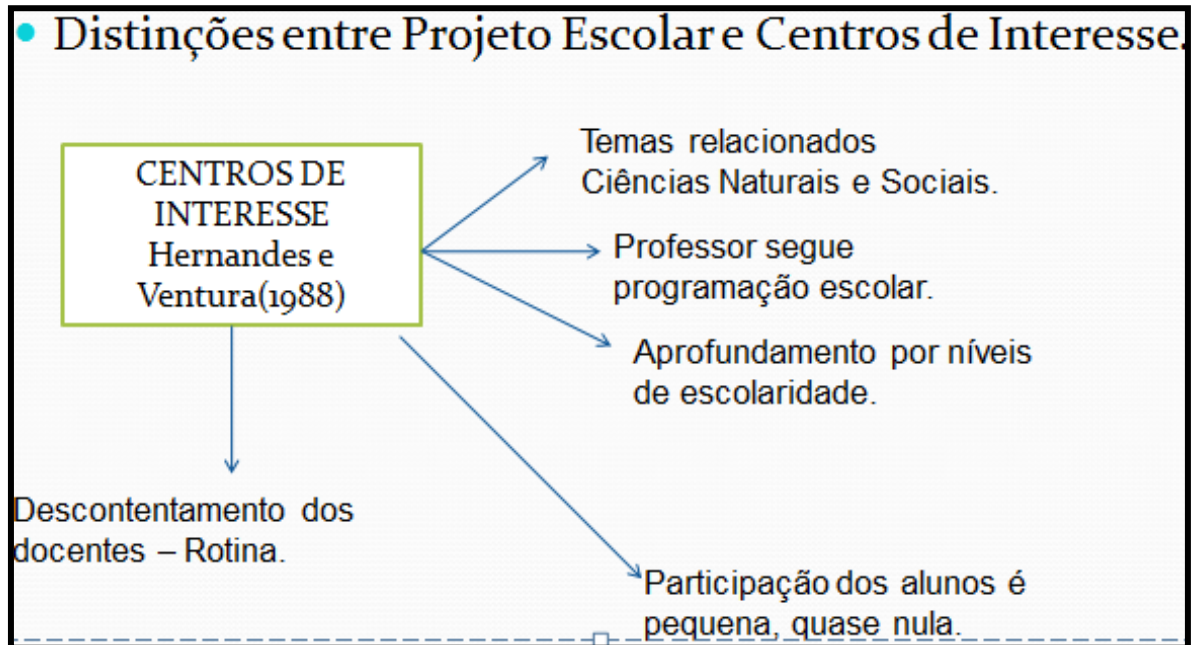 • Distinções entre Projeto Escolar e Centros de Interesse.
CENTROS DE
INTERESSE
Hernandes e
Ventura(1988)
Temas relacionados
Ciências Naturais e Sociais.
Professor segue
programação escolar.
Aprofundamento por níveis
de escolaridade.
Descontentamento dos
docentes – Rotina.
Participação dos alunos é
pequena, quase nula.